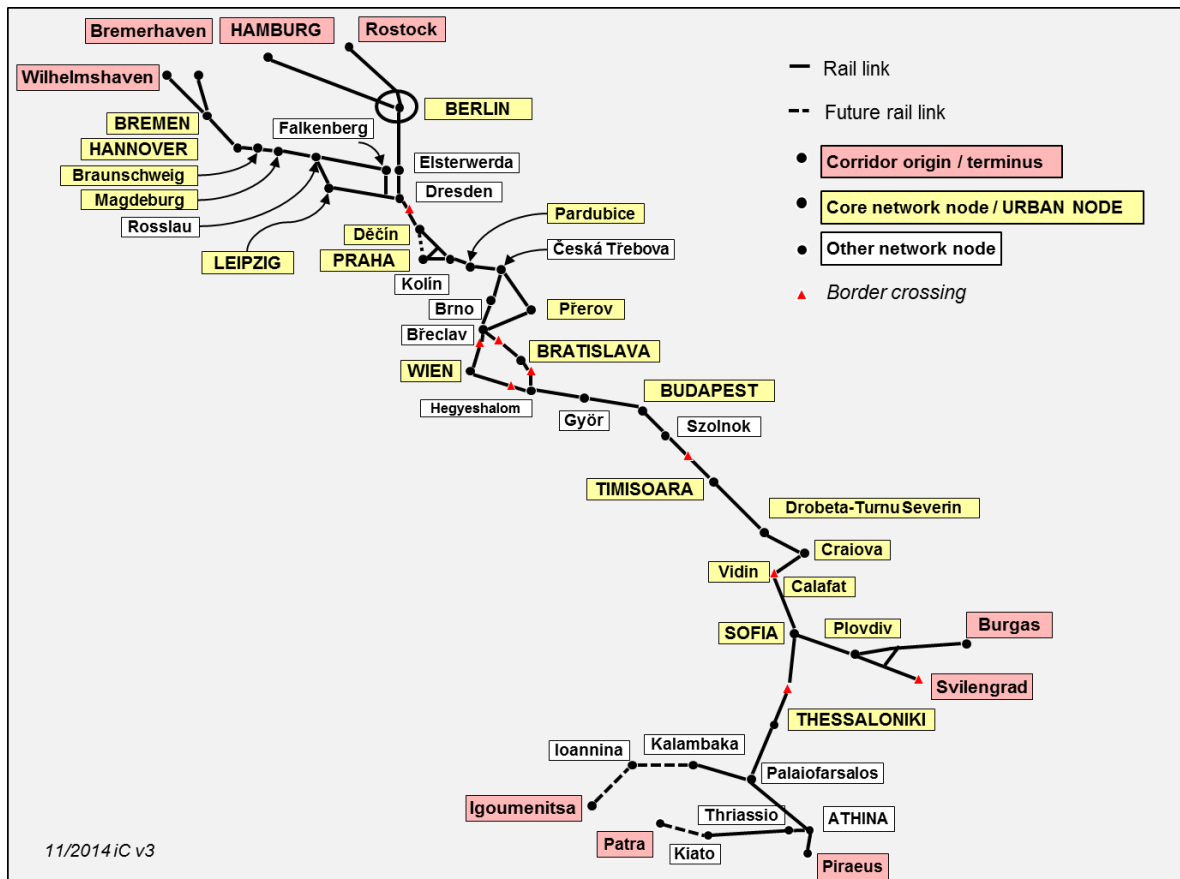 Bremerhaven
HAMBURG
Rostock
Wilhelmshaven
BERLIN
BREMEN
Falkenberg
HANNOVER
Elsterwerda
Braunschweig
Dresden
Magdeburg
Rosslau
LEIPZIG
Pardubice
Děčín
PRAHA
Česká Třebova
Kolín
Brno
Přerov
Břeclav
BRATISLAVA
WIEN
Hegyeshalom
BUDAPEST
Györ
Szolnok
TIMISOARA
Drobeta-Turnu Severin
Craiova
Vidin
Calafat
SOFIA
Plovdiv
Burgas
Svilengrad
THESSALONIKI
Ioannina
Kalambaka
Palaiofarsalos
Igoumenitsa
Thriassio
ATHINA
Patra
Kiato
Piraeus
Rail link
Future rail link
Corridor origin / terminus
Core network node / URBAN NODE
Other network node
Border crossing
11/2014 iC v3